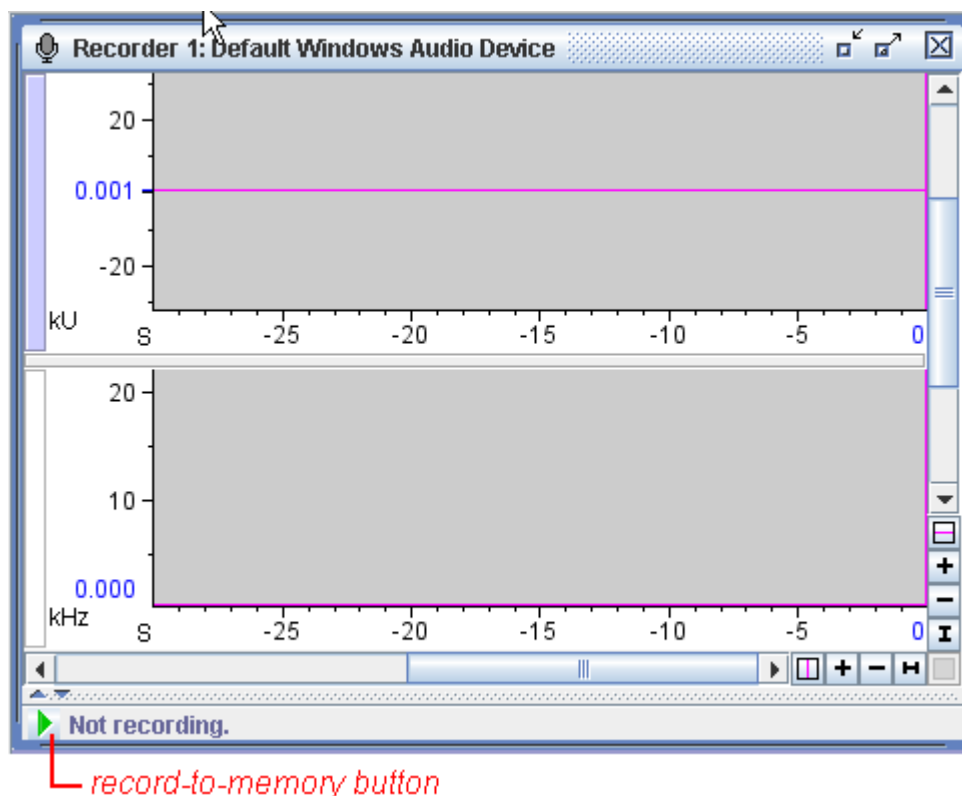 Recorder 1: Default Windows Audio Device
20
0.001
-20
kU
S -25 -20 -15 -10 -5 0
20
10
0.000
kHz
S -25 -20 -15 -10 -5 0
Not recording.
record-to-memory button